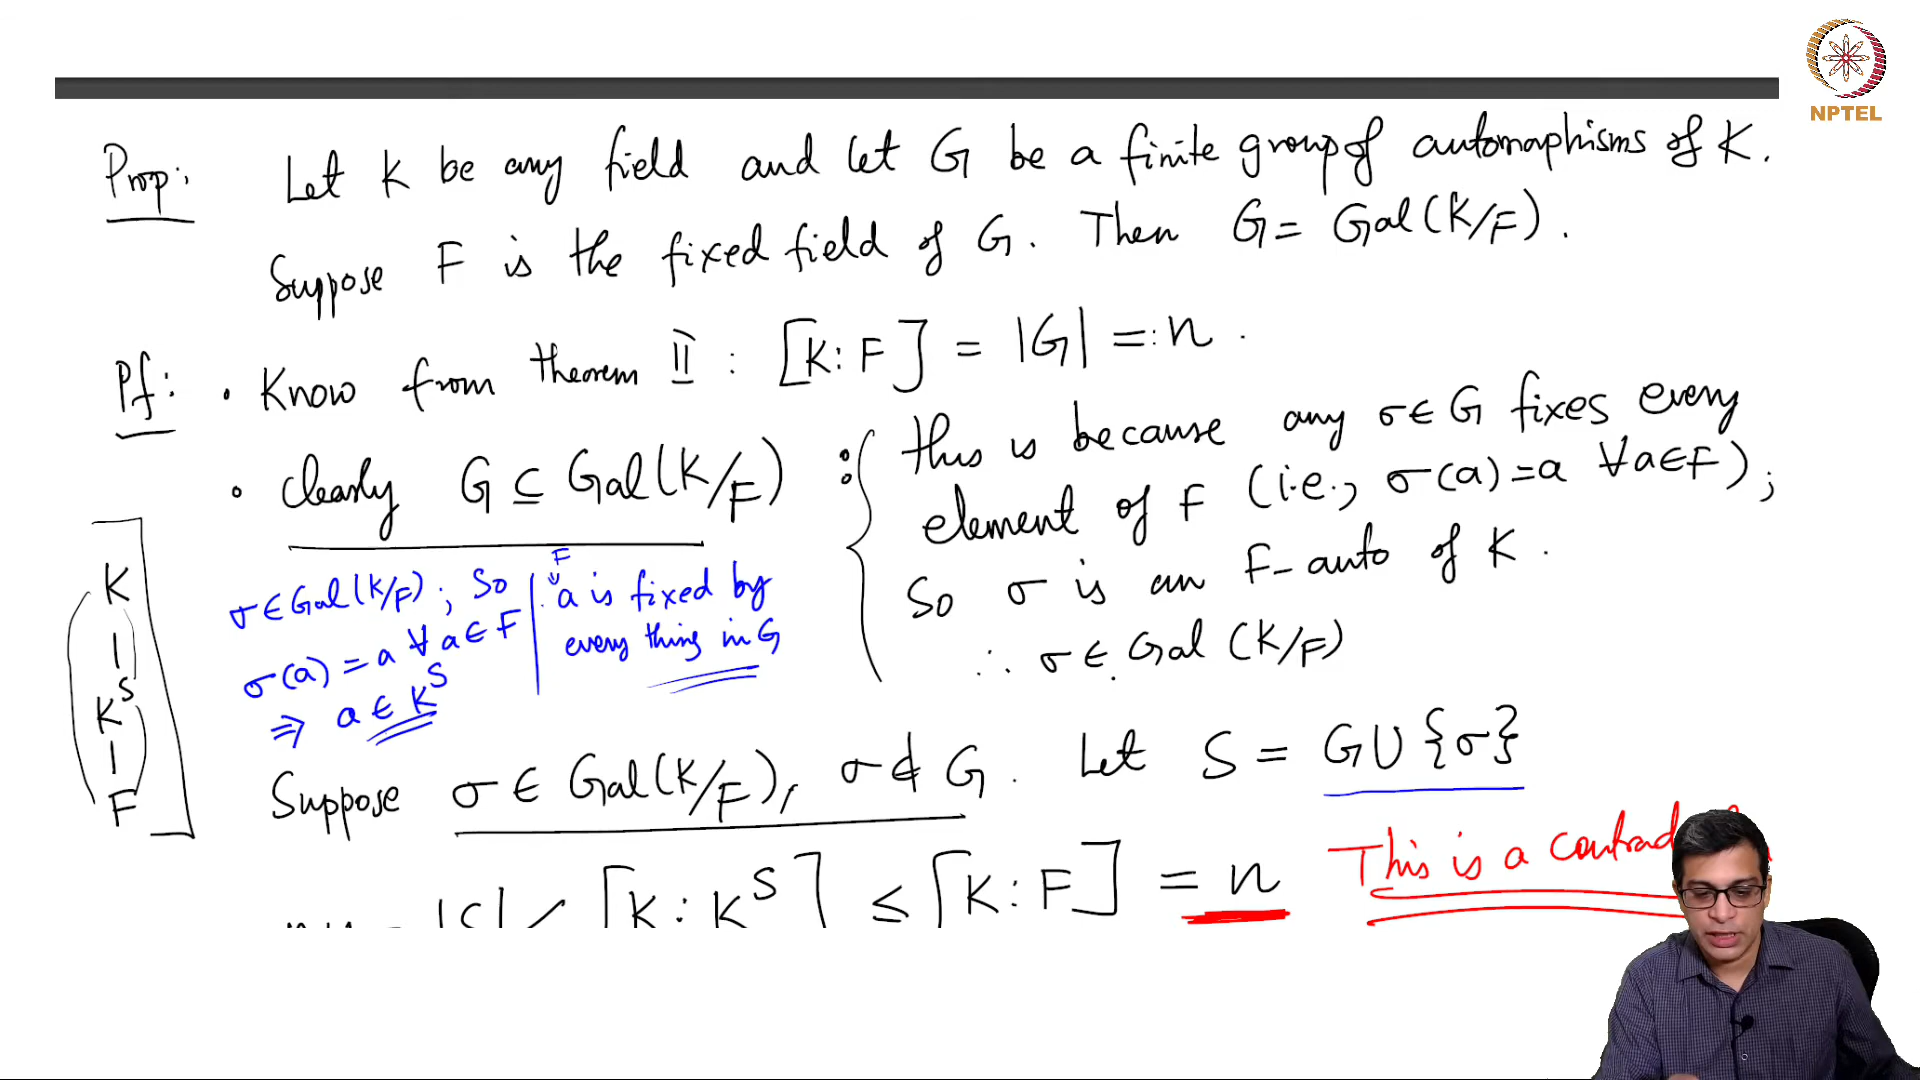 NPTEL
Prop: Let K be any field and let G be a finite group of automorphisms of K.
Suppose F is the fixed field of G. Then G = Gal(K/F).
Pf: • Know from theorem II : [K:F] = |G| =: n.
• clearly G ⊆ Gal(K/F) : this is because any σ∈G fixes every
element of F (i.e., σ(a)=a ∀a∈F);
So σ is an F-auto of K.
∴ σ∈ Gal (K/F)
K
|
K^S
|
F
σ∈Gal(K/F); So
σ(a) = a ∀a∈F
⇒ a ∈ K^S
F
∪
a is fixed by
every thing in G
Suppose σ∈ Gal(K/F), σ∉G. Let S = G∪{σ}
[K:K^S] ≤ [K:F] = n This is a